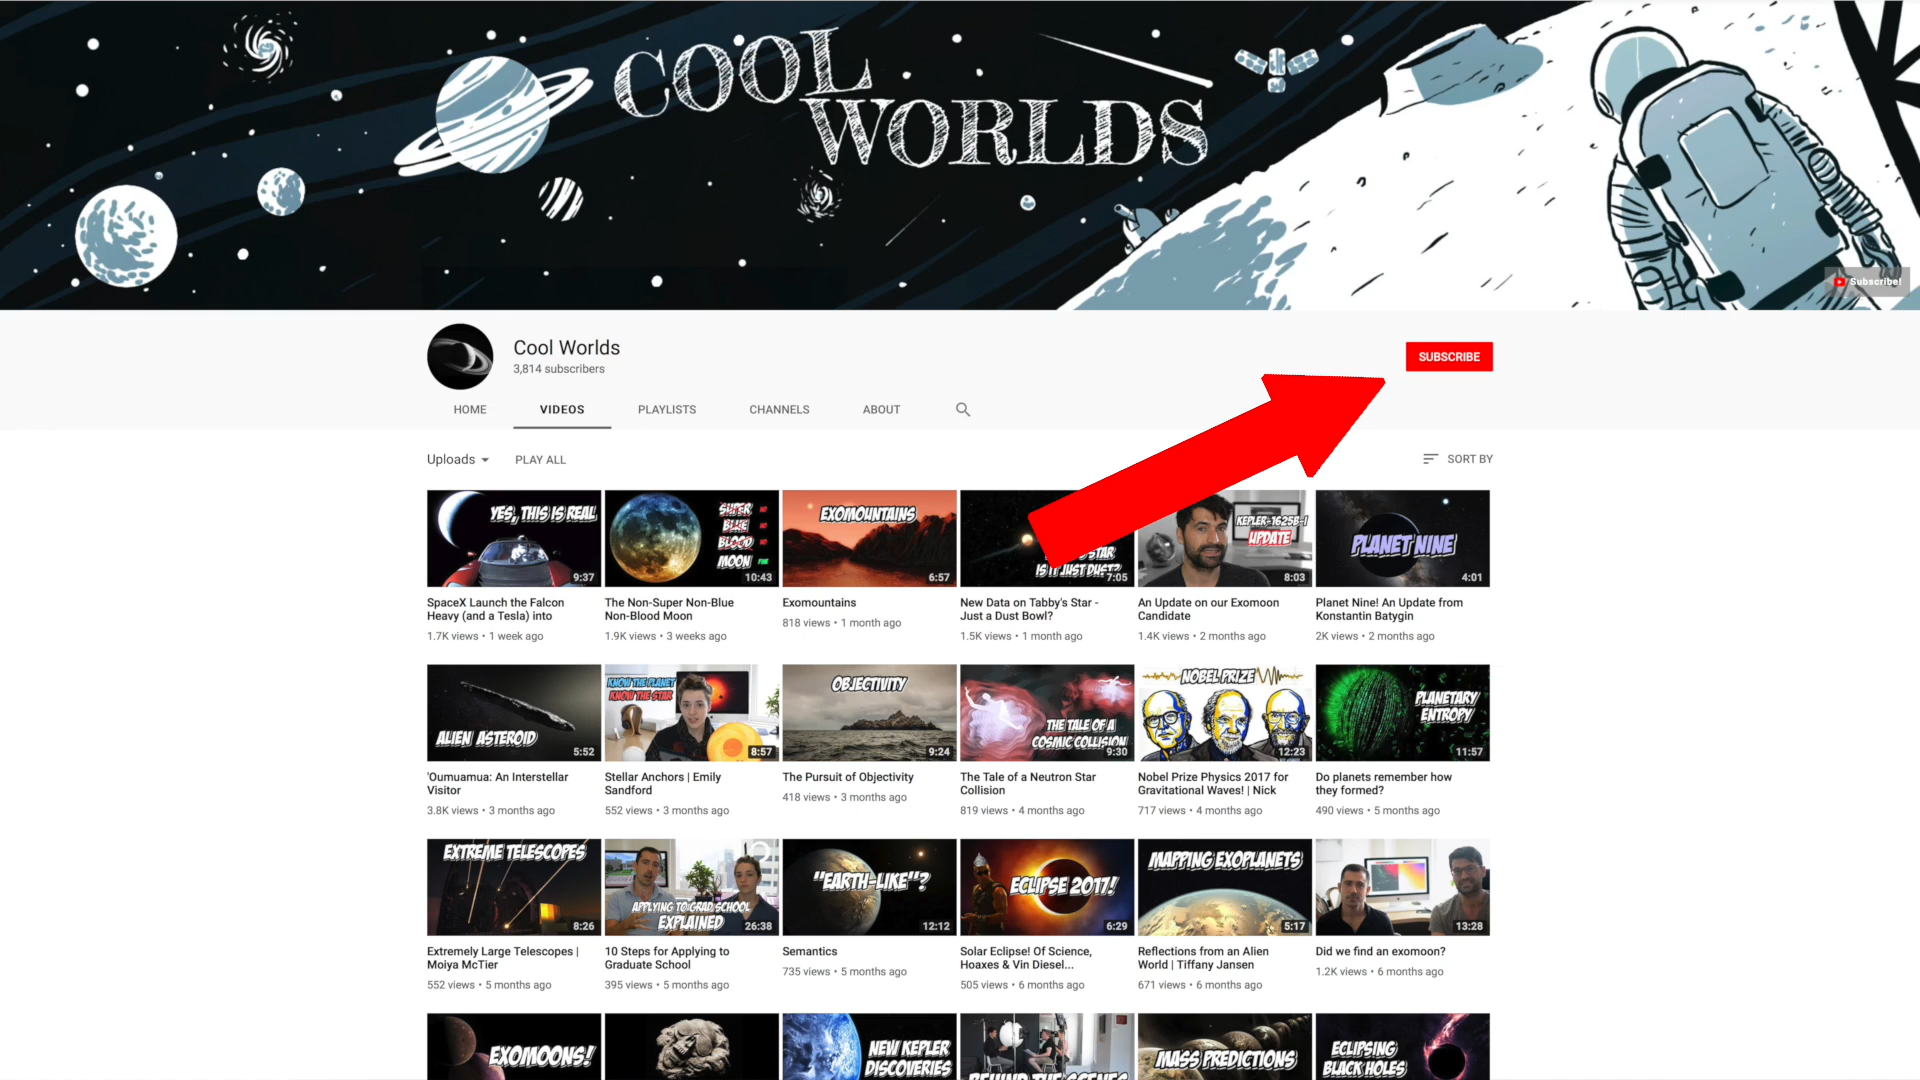 COOL
WORLDS
Subscribe!
Cool Worlds
3,814 subscribers
SUBSCRIBE
HOME VIDEOS PLAYLISTS CHANNELS ABOUT
Uploads PLAY ALL SORT BY
YES, THIS IS REAL
9:37
SUPER NO
BLUE NO
BLOOD NO
MOON
10:43
EXOMOUNTAINS
6:57
STAR
IS IT JUST DUST?
7:05
KEPLER-1625B-I
UPDATE
8:03
PLANET NINE
4:01
SpaceX Launch the Falcon
Heavy (and a Tesla) into
1.7K views • 1 week ago
The Non-Super Non-Blue
Non-Blood Moon
1.9K views • 3 weeks ago
Exomountains
818 views • 1 month ago
New Data on Tabby's Star -
Just a Dust Bowl?
1.5K views • 1 month ago
An Update on our Exomoon
Candidate
1.4K views • 2 months ago
Planet Nine! An Update from
Konstantin Batygin
2K views • 2 months ago
ALIEN ASTEROID
5:52
KNOW THE PLANET
KNOW THE STAR
8:57
OBJECTIVITY
9:24
THE TALE OF A
COSMIC COLLISION
9:30
NOBEL PRIZE
12:23
PLANETARY
ENTROPY
11:57
'Oumuamua: An Interstellar
Visitor
3.8K views • 3 months ago
Stellar Anchors | Emily
Sandford
552 views • 3 months ago
The Pursuit of Objectivity
418 views • 3 months ago
The Tale of a Neutron Star
Collision
819 views • 4 months ago
Nobel Prize Physics 2017 for
Gravitational Waves! | Nick
717 views • 4 months ago
Do planets remember how
they formed?
490 views • 5 months ago
EXTREME TELESCOPES
8:26
APPLYING TO GRAD SCHOOL
EXPLAINED
26:38
"EARTH-LIKE"?
12:12
ECLIPSE 2017!
6:29
MAPPING EXOPLANETS
5:17
13:28
Extremely Large Telescopes |
Moiya McTier
552 views • 5 months ago
10 Steps for Applying to
Graduate School
395 views • 5 months ago
Semantics
735 views • 5 months ago
Solar Eclipse! Of Science,
Hoaxes & Vin Diesel...
505 views • 6 months ago
Reflections from an Alien
World | Tiffany Jansen
671 views • 6 months ago
Did we find an exomoon?
1.2K views • 6 months ago
EXOMOONS!
NEW KEPLER
DISCOVERIES
BEHIND THE SCENES
MASS PREDICTIONS
ECLIPSING
BLACK HOLES